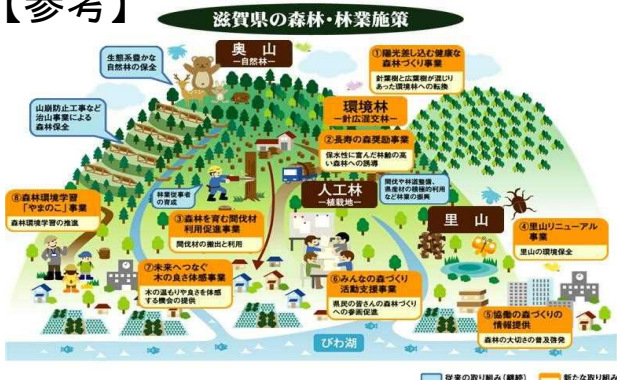 【参考】
滋賀県の森林・林業施策
生態系豊かな
自然林の保全
奥山
ー自然林ー
①陽光差し込む健康な
森林づくり事業
針葉樹と広葉樹が混じり
あった環境林への転換
山崩防止工事など
治山事業による
森林保全
環境林
ー針広混交林ー
②長寿の森奨励事業
保水性に富んだ林齢の高
い森林への誘導
林業従事者
の育成
人工林
ー植栽地ー
間伐や林道整備、
県産材の積極的利用
など林業の振興
⑧森林環境学習
「やまのこ」事業
森林環境学習の推進
③森林を育む間伐材
利用促進事業
間伐材の搬出と利用
里山
④里山リニューアル
事業
里山の環境保全
⑦未来へつなぐ
木の良さ体感事業
木の温もりや良さを体感
する機会の提供
⑥みんなの森づくり
活動支援事業
県民の皆さんの森林づくり
への参画促進
⑤協働の森づくりの
情報提供
森林の大切さの普及啓発
びわ湖
従来の取り組み(継続)
新たな取り組み